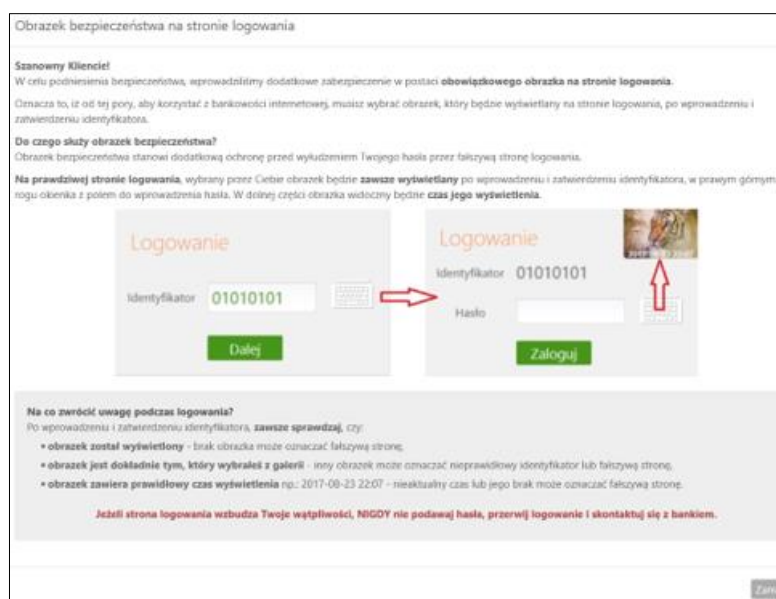 Obrazek bezpieczeństwa na stronie logowania
Szanowny Kliencie!
W celu podniesienia bezpieczeństwa, wprowadziliśmy dodatkowe zabezpieczenie w postaci obowiązkowego obrazka na stronie logowania.
Oznacza to, iż od tej pory, aby korzystać z bankowości internetowej, musisz wybrać obrazek, który będzie wyświetlany na stronie logowania, po wprowadzeniu i
zatwierdzeniu identyfikatora.
Do czego służy obrazek bezpieczeństwa?
Obrazek bezpieczeństwa stanowi dodatkową ochronę przed wyłudzeniem Twojego hasła przez fałszywą stronę logowania.
Na prawdziwej stronie logowania, wybrany przez Ciebie obrazek będzie zawsze wyświetlany po wprowadzeniu i zatwierdzeniu identyfikatora, w prawym górnym
rogu okienka z polem do wprowadzenia hasła. W dolnej części obrazka widoczny będzie czas jego wyświetlenia.
Logowanie
Identyfikator 01010101
Dalej
Logowanie
Identyfikator 01010101
Hasło
Zaloguj
Na co zwrócić uwagę podczas logowania?
Po wprowadzeniu i zatwierdzeniu identyfikatora, zawsze sprawdzaj, czy:
• obrazek został wyświetlony - brak obrazka może oznaczać fałszywą stronę,
• obrazek jest dokładnie tym, który wybrałeś z galerii - inny obrazek może oznaczać nieprawidłowy identyfikator lub fałszywą stronę,
• obrazek zawiera prawidłowy czas wyświetlenia np.: 2017-08-23 22:07 - nieaktualny czas lub jego brak może oznaczać fałszywą stronę.
Jeżeli strona logowania wzbudza Twoje wątpliwości, NIGDY nie podawaj hasła, przerwij logowanie i skontaktuj się z bankiem.